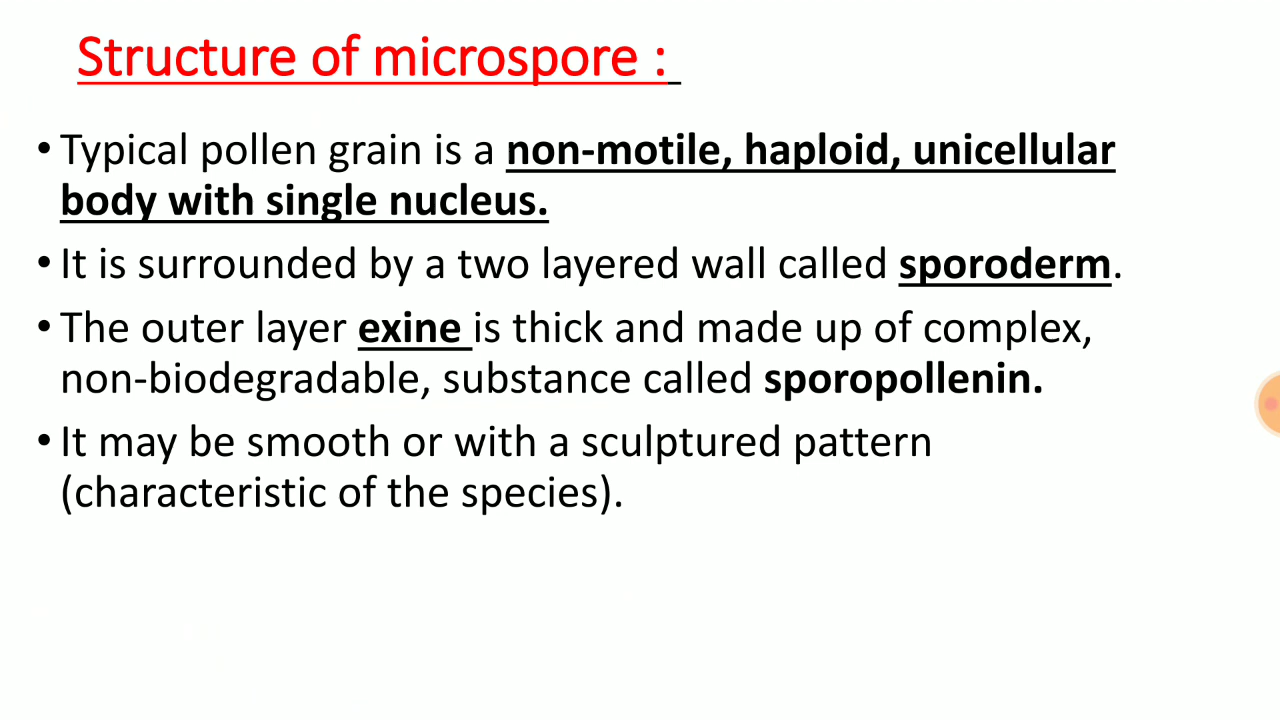 Structure of microspore :
• Typical pollen grain is a non-motile, haploid, unicellular
body with single nucleus.
• It is surrounded by a two layered wall called sporoderm.
• The outer layer exine is thick and made up of complex,
non-biodegradable, substance called sporopollenin.
• It may be smooth or with a sculptured pattern
(characteristic of the species).